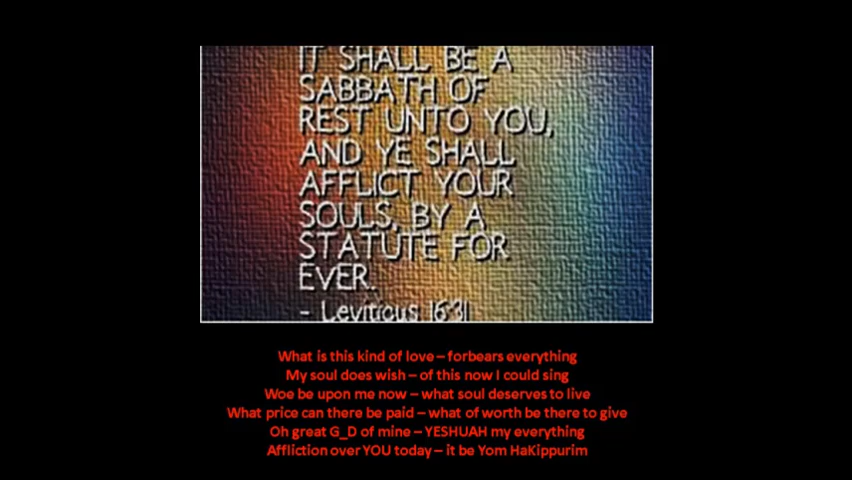 IT SHALL BE A
SABBATH OF
REST UNTO YOU,
AND YE SHALL
AFFLICT YOUR
SOULS, BY A
STATUTE FOR
EVER.
- Leviticus 16:31
What is this kind of love – forbears everything
My soul does wish – of this now I could sing
Woe be upon me now – what soul deserves to live
What price can there be paid – what of worth be there to give
Oh great G_D of mine – YESHUAH my everything
Affliction over YOU today – it be Yom HaKippurim